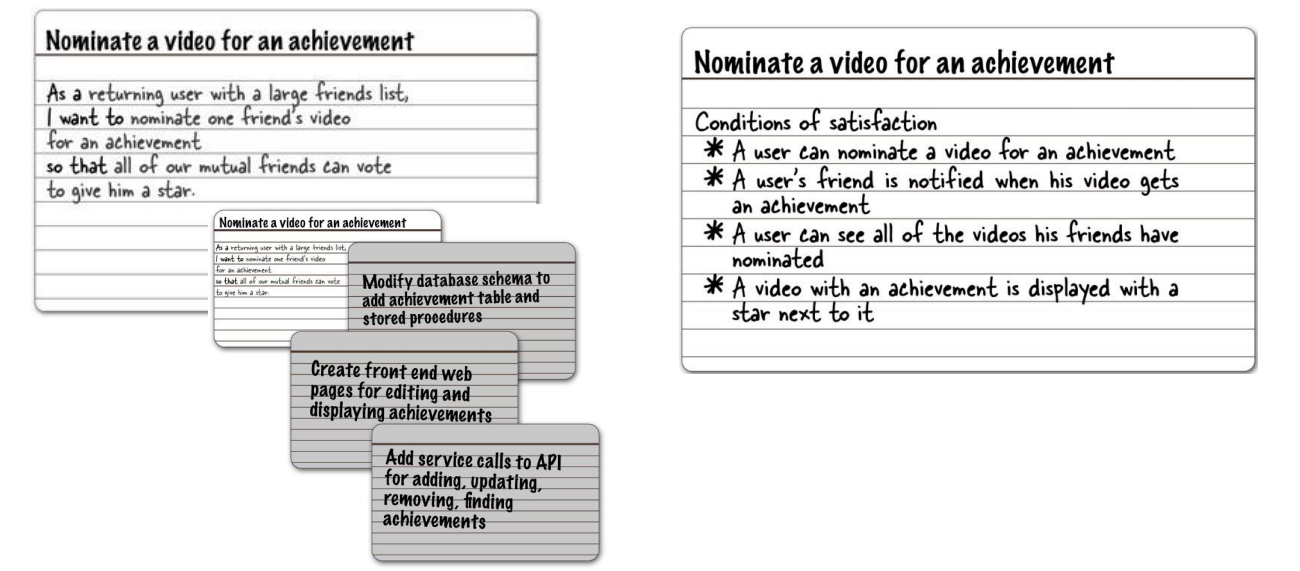 Nominate a video for an achievement
As a returning user with a large friends list,
I want to nominate one friend's video
for an achievement
so that all of our mutual friends can vote
to give him a star.
Nominate a video for an achievement
As a returning user with a large friends list,
I want to nominate one friend's video
for an achievement
so that all of our mutual friends can vote
to give him a star.
Modify database schema to
add achievement table and
stored procedures
Create front end web
pages for editing and
displaying achievements
Add service calls to API
for adding, updating,
removing, finding
achievements
Nominate a video for an achievement
Conditions of satisfaction
* A user can nominate a video for an achievement
* A user's friend is notified when his video gets
an achievement
* A user can see all of the videos his friends have
nominated
* A video with an achievement is displayed with a
star next to it